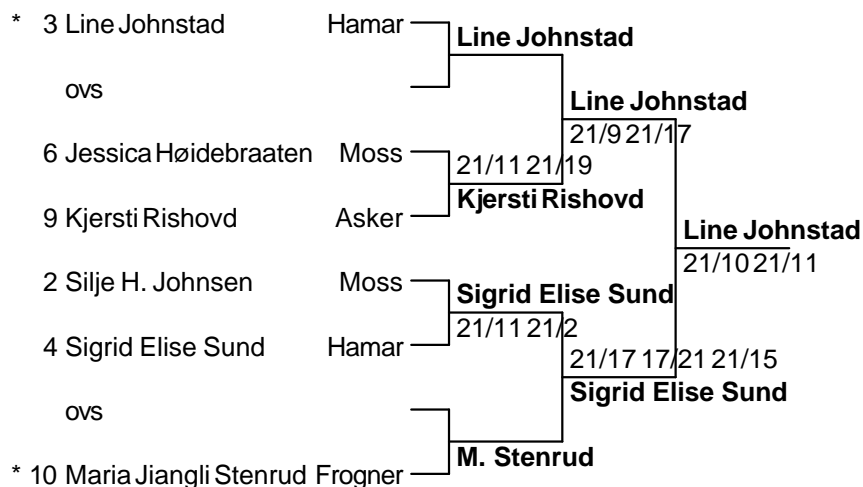 * 3 Line Johnstad Hamar
Line Johnstad
ovs
Line Johnstad
21/9 21/17
6 Jessica Høidebraaten Moss
21/11 21/19
Kjersti Rishovd
9 Kjersti Rishovd Asker
Line Johnstad
21/10 21/11
2 Silje H. Johnsen Moss
Sigrid Elise Sund
21/11 21/2
4 Sigrid Elise Sund Hamar
21/17 17/21 21/15
Sigrid Elise Sund
ovs
M. Stenrud
* 10 Maria Jiangli Stenrud Frogner